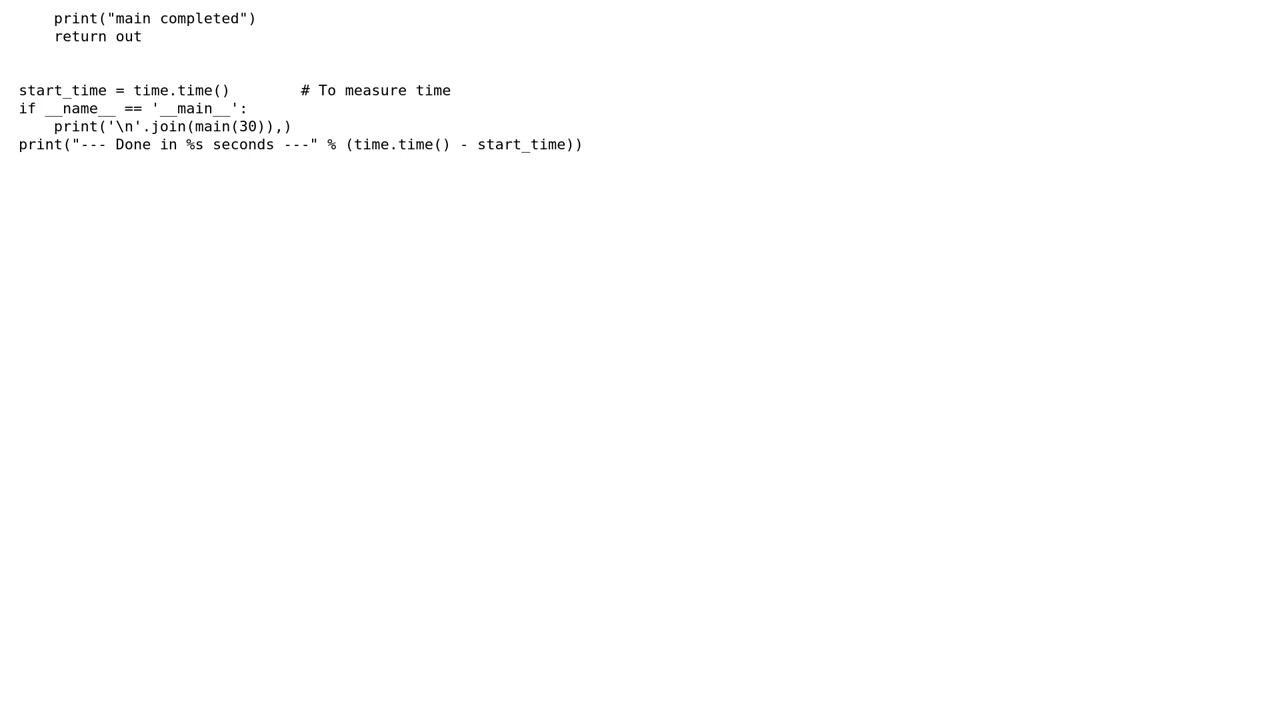 print("main completed")
    return out


start_time = time.time()        # To measure time
if __name__ == '__main__':
    print('\n'.join(main(30)),)
print("--- Done in %s seconds ---" % (time.time() - start_time))